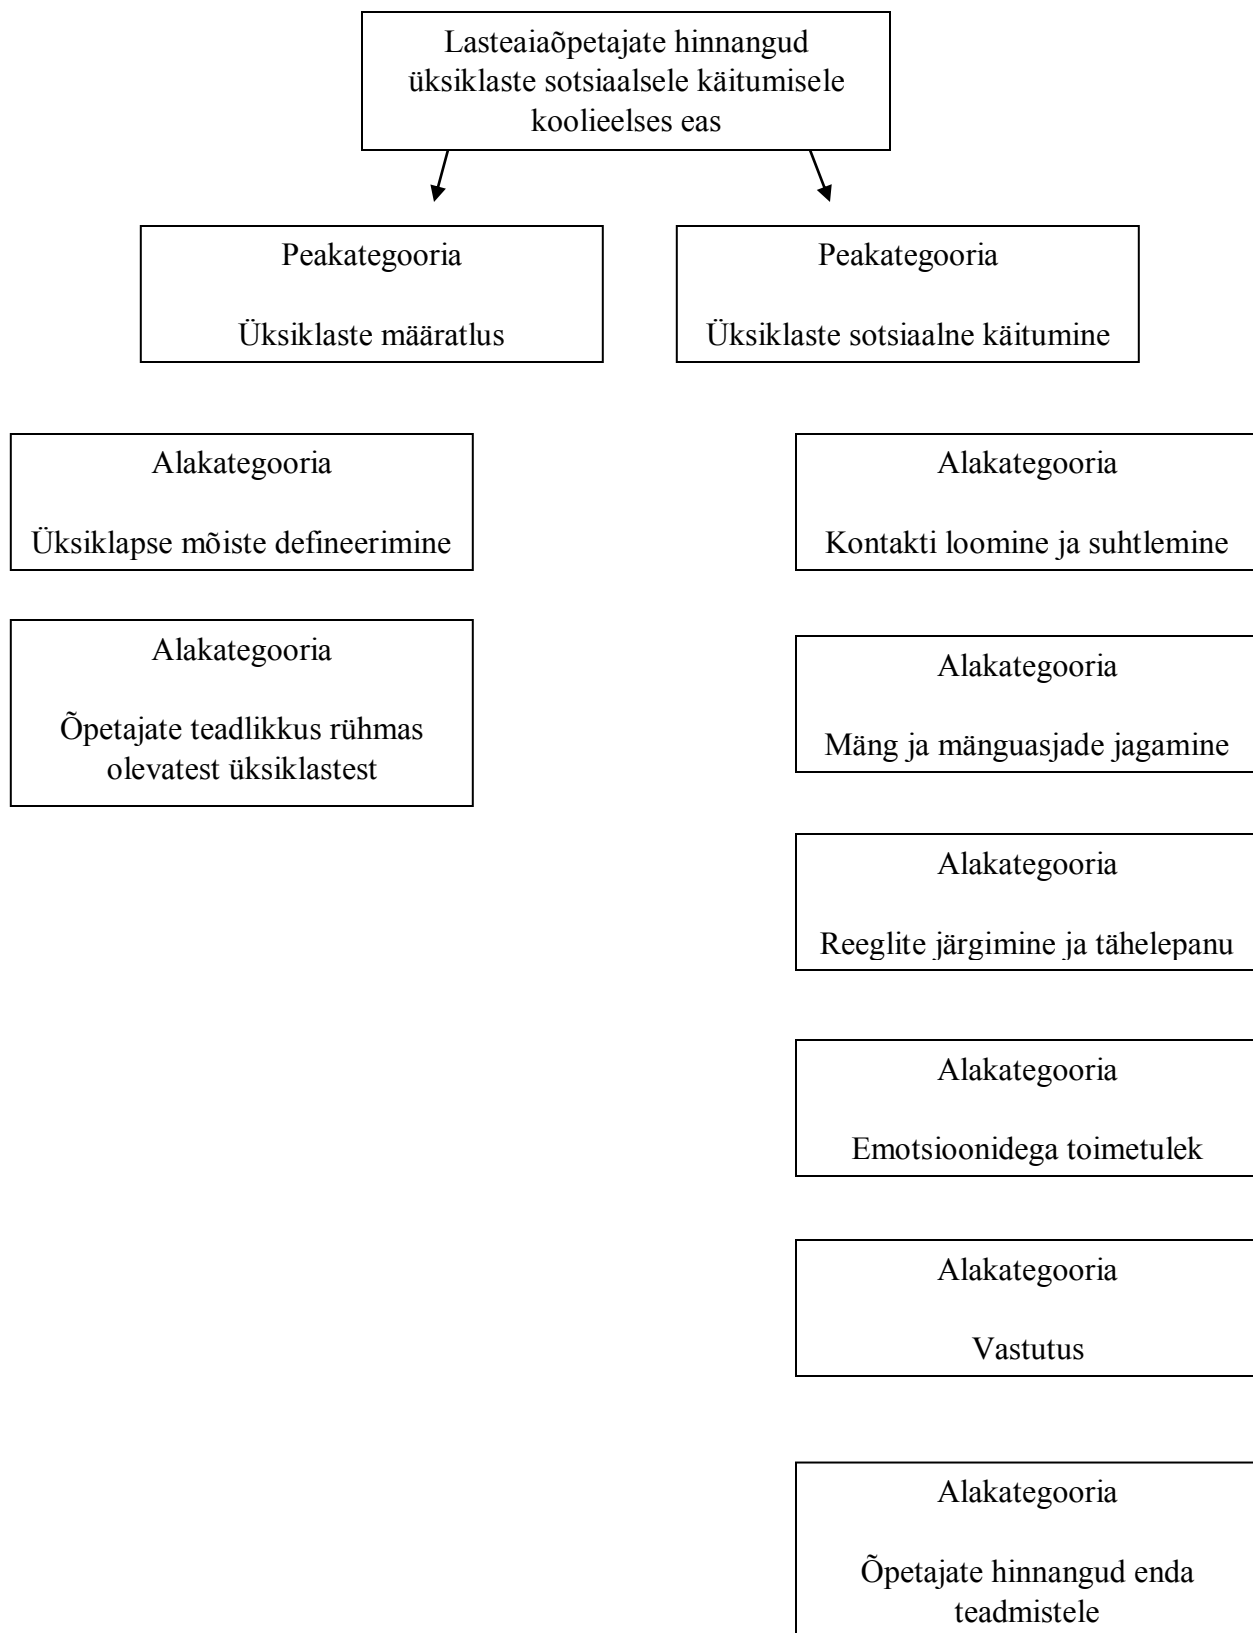 Lasteaiaõpetajate hinnangud
üksiklaste sotsiaalsele käitumisele
koolieelses eas
Peakategooria
Üksiklaste määratlus
Peakategooria
Üksiklaste sotsiaalne käitumine
Alakategooria
Üksiklapse mõiste defineerimine
Alakategooria
Õpetajate teadlikkus rühmas
olevatest üksiklastest
Alakategooria
Kontakti loomine ja suhtlemine
Alakategooria
Mäng ja mänguasjade jagamine
Alakategooria
Reeglite järgimine ja tähelepanu
Alakategooria
Emotsioonidega toimetulek
Alakategooria
Vastutus
Alakategooria
Õpetajate hinnangud enda
teadmistele